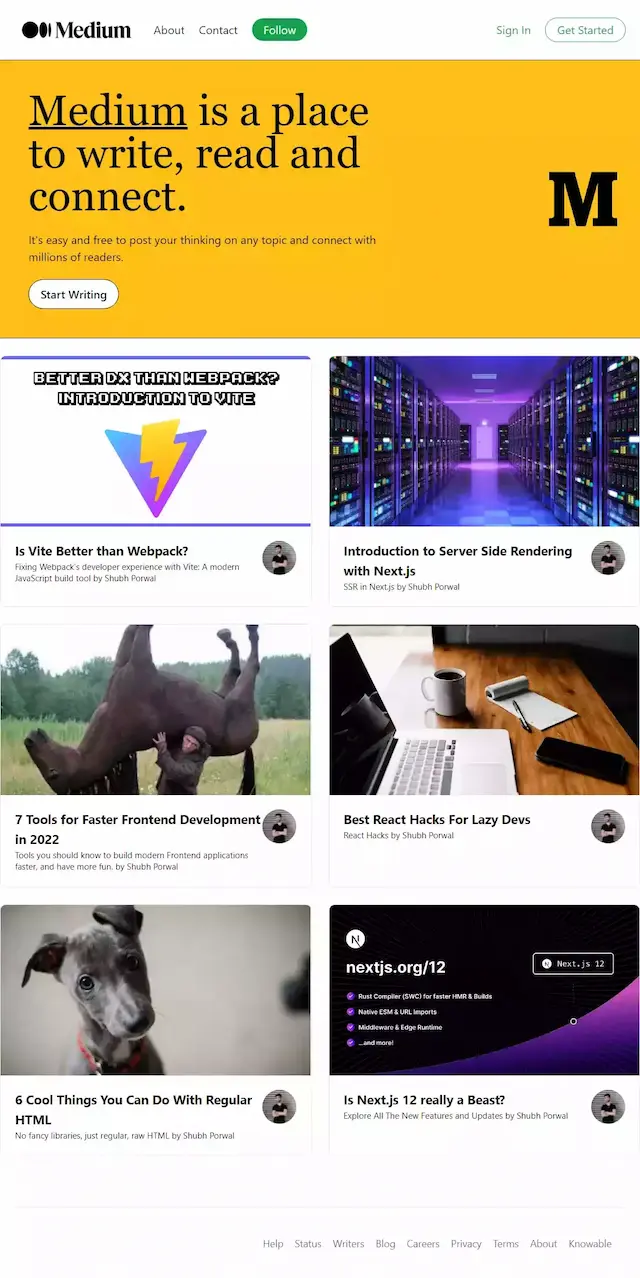 Medium About Contact Follow Sign In Get Started
Medium is a place
to write, read and
connect.
It's easy and free to post your thinking on any topic and connect with
millions of readers.
Start Writing
M
BETTER DX THAN WEBPACK?
INTRODUCTION TO VITE
Is Vite Better than Webpack?
Fixing Webpack's developer experience with Vite: A modern
JavaScript build tool by Shubh Porwal
Introduction to Server Side Rendering
with Next.js
SSR in Next.js by Shubh Porwal
7 Tools for Faster Frontend Development
in 2022
Tools you should know to build modern Frontend applications
faster, and have more fun. by Shubh Porwal
Best React Hacks For Lazy Devs
React Hacks by Shubh Porwal
6 Cool Things You Can Do With Regular
HTML
No fancy libraries, just regular, raw HTML by Shubh Porwal
N
nextjs.org/12
N Next.js 12
Rust Compiler (SWC) for faster HMR & Builds
Native ESM & URL Imports
Middleware & Edge Runtime
...and more!
Is Next.js 12 really a Beast?
Explore All The New Features and Updates by Shubh Porwal
Help Status Writers Blog Careers Privacy Terms About Knowable